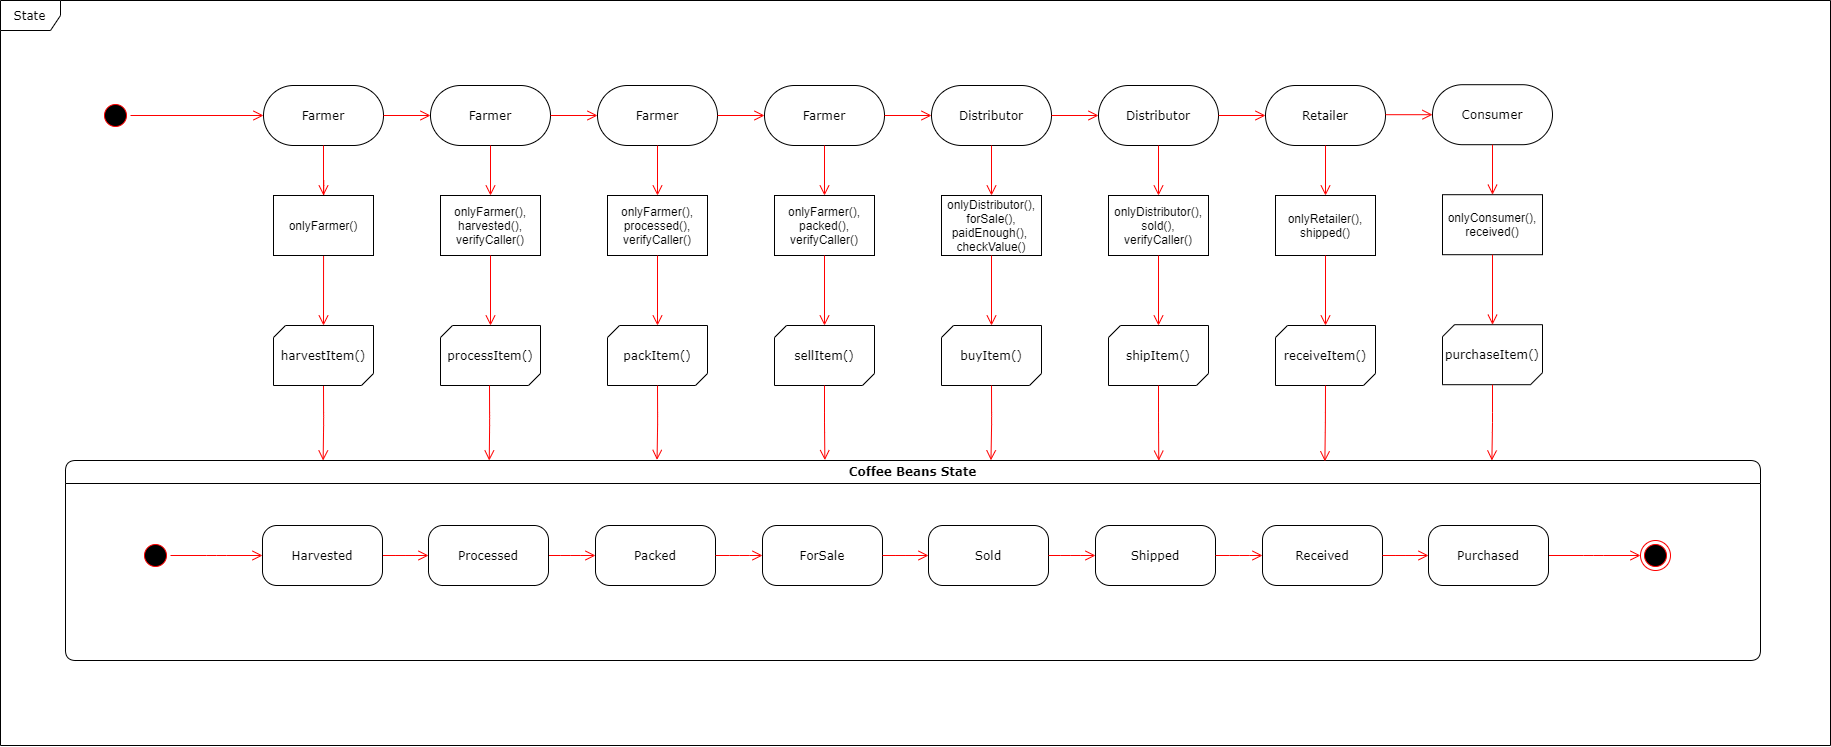 State
Farmer
Farmer
Farmer
Farmer
Distributor
Distributor
Retailer
Consumer
onlyFarmer()
onlyFarmer(),
harvested(),
verifyCaller()
onlyFarmer(),
processed(),
verifyCaller()
onlyFarmer(),
packed(),
verifyCaller()
onlyDistributor(),
forSale(),
paidEnough(),
checkValue()
onlyDistributor(),
sold(),
verifyCaller()
onlyRetailer(),
shipped()
onlyConsumer(),
received()
harvestItem()
processItem()
packItem()
sellItem()
buyItem()
shipItem()
receiveItem()
purchaseItem()
Coffee Beans State
Harvested
Processed
Packed
ForSale
Sold
Shipped
Received
Purchased